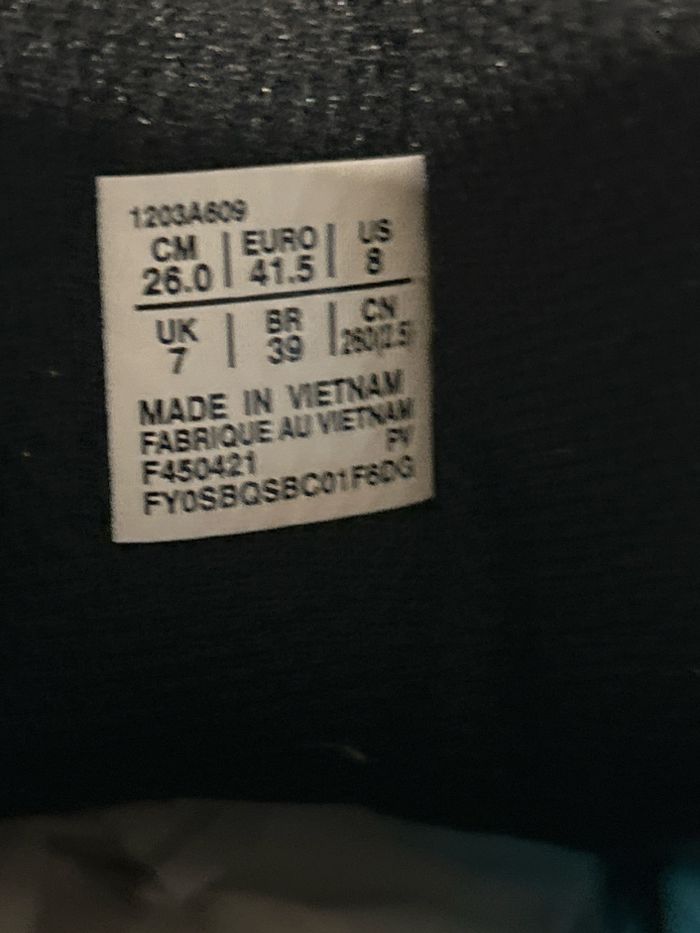 1203A609
CM | EURO | US
26.0 | 41.5 | 8
UK | BR | CN
7 | 39 | 260(2.5)
MADE IN VIETNAM
FABRIQUE AU VIETNAM
F450421 PV
FY0SBQSBC01F6DG